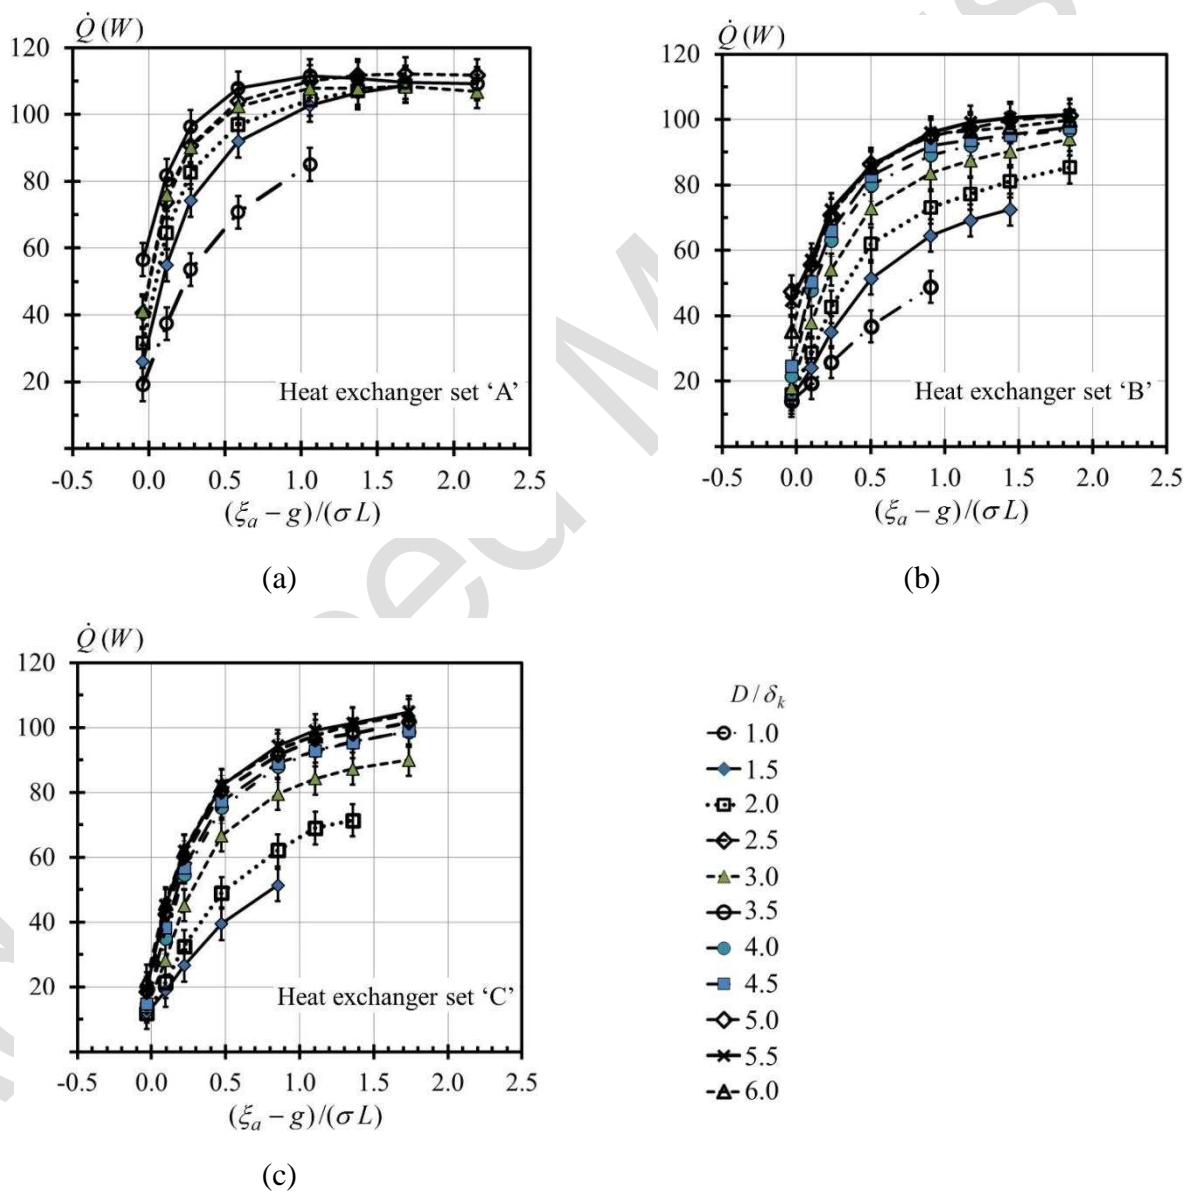 Q̇ (W)
120
100
80
60
40
20
Heat exchanger set ‘A’
-0.5 0.0 0.5 1.0 1.5 2.0 2.5
(ξₐ – g)/(σ L)
(a)
Q̇ (W)
120
100
80
60
40
20
Heat exchanger set ‘B’
-0.5 0.0 0.5 1.0 1.5 2.0 2.5
(ξₐ – g)/(σ L)
(b)
Q̇ (W)
120
100
80
60
40
20
Heat exchanger set ‘C’
-0.5 0.0 0.5 1.0 1.5 2.0 2.5
(ξₐ – g)/(σ L)
(c)
D / δₖ
1.0
1.5
2.0
2.5
3.0
3.5
4.0
4.5
5.0
5.5
6.0